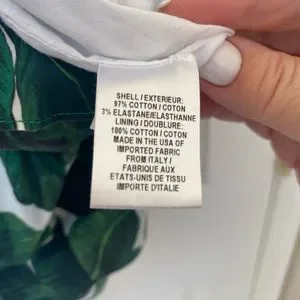 SHELL / EXTERIEUR:
97% COTTON / COTON
3% ELASTANE/ELASTHANNE
LINING / DOUBLURE:
100% COTTON / COTON
MADE IN THE USA OF
IMPORTED FABRIC
FROM ITALY /
FABRIQUE AUX
ETATS-UNIS DE TISSU
IMPORTE D'ITALIE